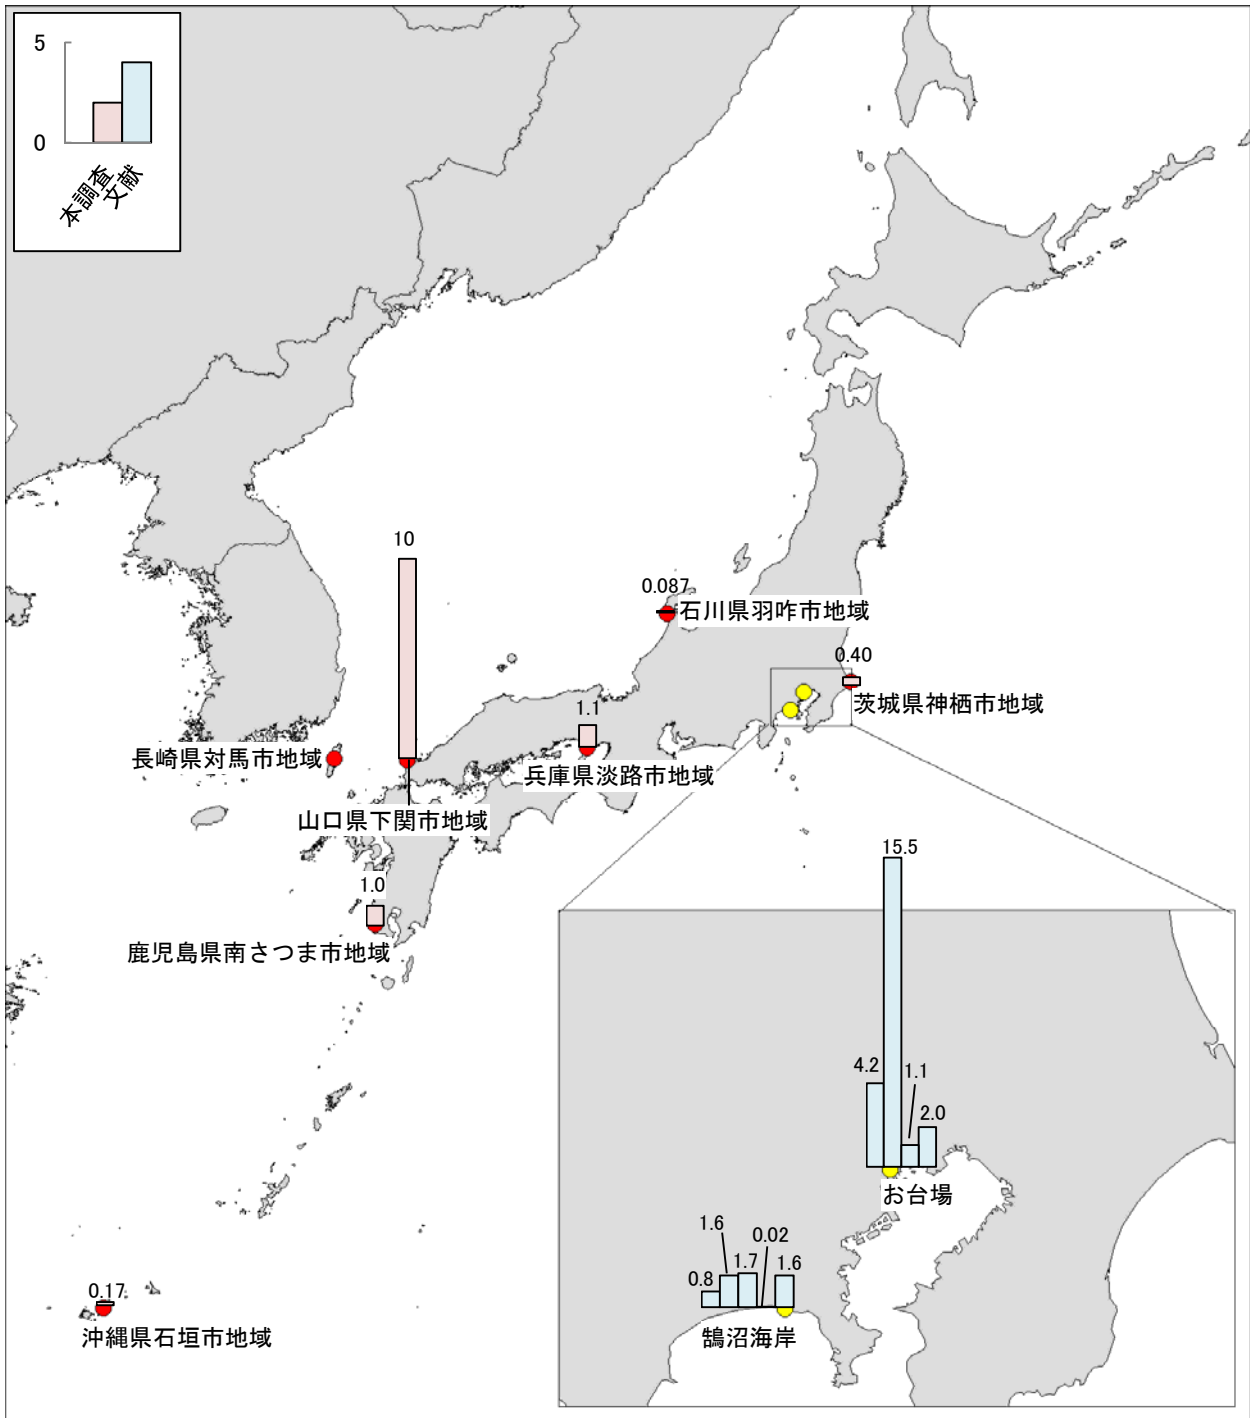 5
0
本調査
文献
10
0.087
石川県羽咋市地域
0.40
茨城県神栖市地域
1.1
長崎県対馬市地域
兵庫県淡路市地域
山口県下関市地域
15.5
1.0
鹿児島県南さつま市地域
4.2
1.1
2.0
お台場
1.6
0.02
0.8
1.7
1.6
0.17
沖縄県石垣市地域
鵠沼海岸